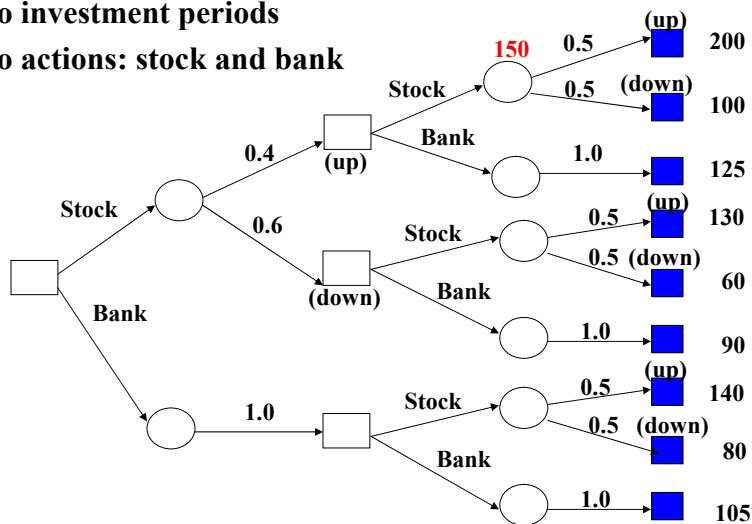 o investment periods
o actions: stock and bank
(up)
200
150
0.5
Stock
0.5
(down)
100
0.4
(up)
Bank
1.0
125
Stock
0.6
(up)
130
Stock
0.5
0.5
(down)
60
(down)
Bank
Bank
1.0
90
(up)
140
1.0
Stock
0.5
0.5
(down)
80
Bank
1.0
105